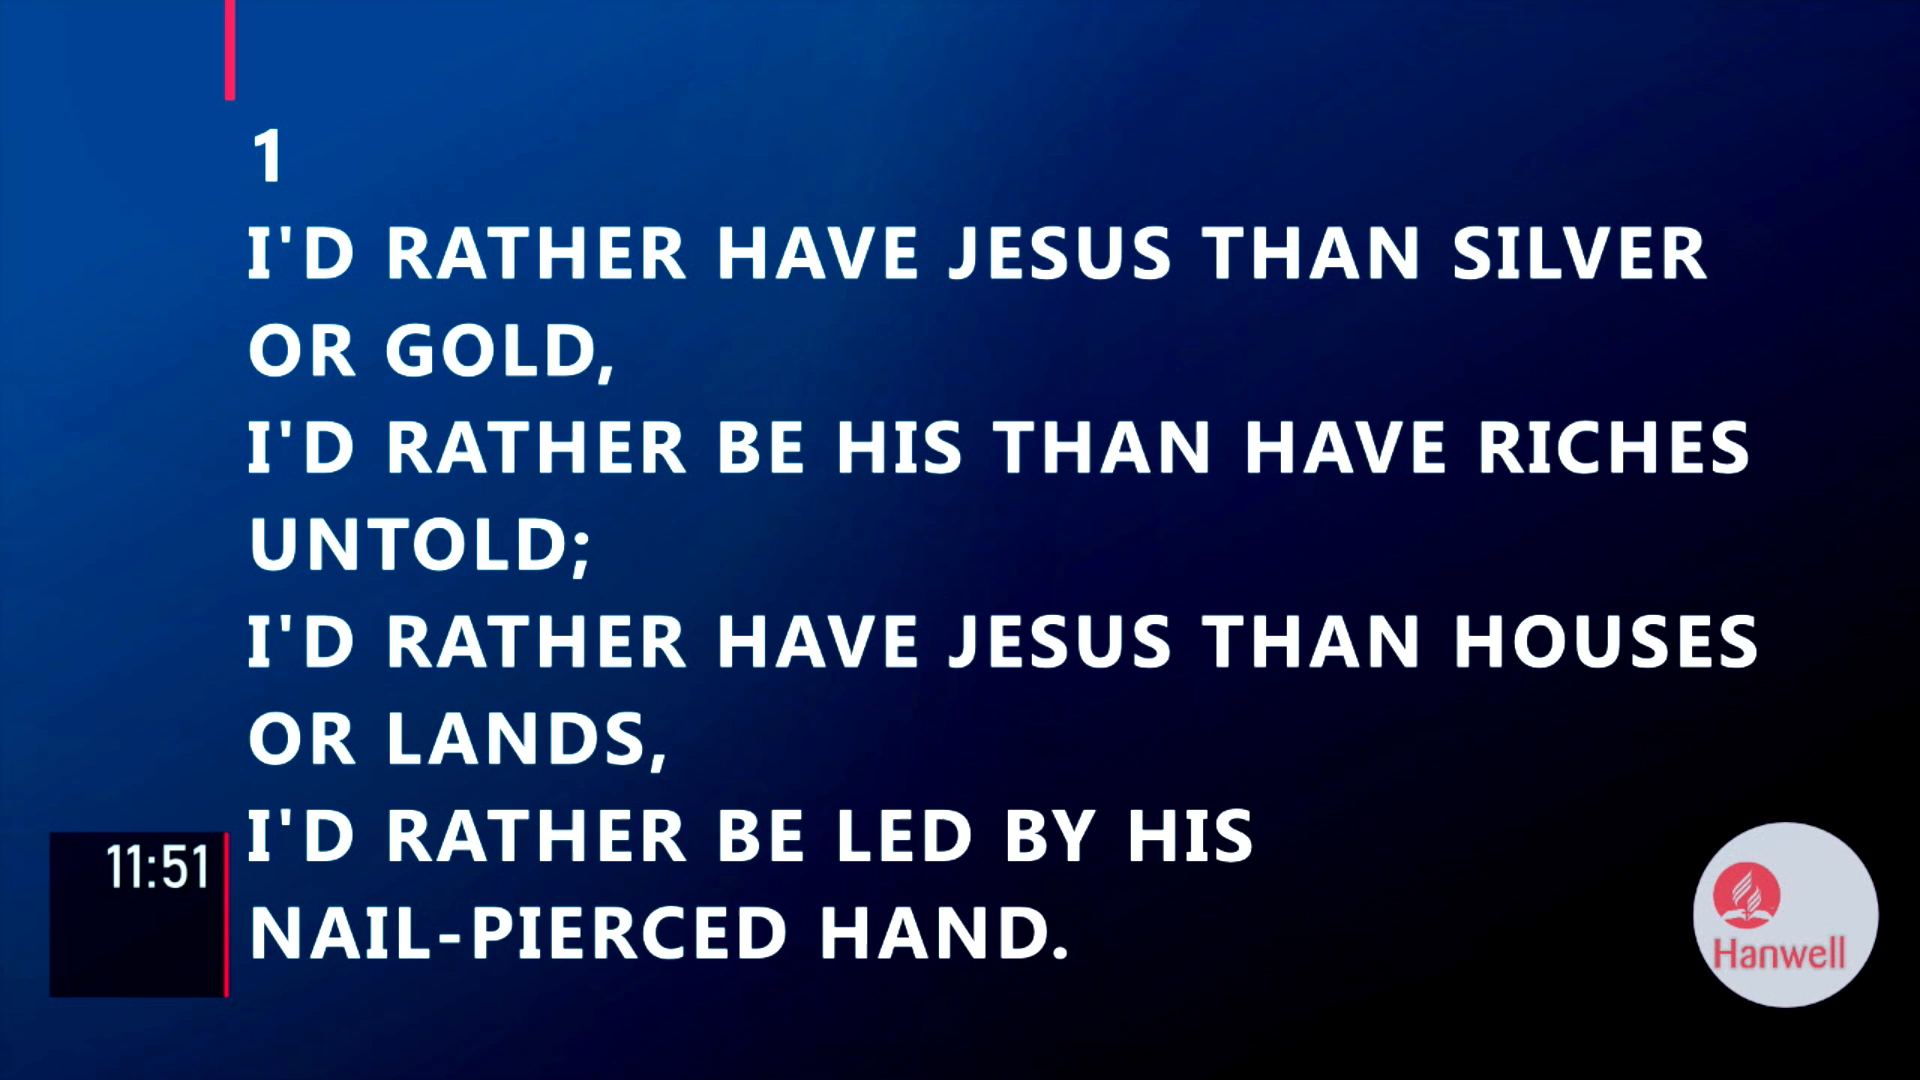 1
I'D RATHER HAVE JESUS THAN SILVER
OR GOLD,
I'D RATHER BE HIS THAN HAVE RICHES
UNTOLD;
I'D RATHER HAVE JESUS THAN HOUSES
OR LANDS,
I'D RATHER BE LED BY HIS
NAIL-PIERCED HAND.
11:51
Hanwell